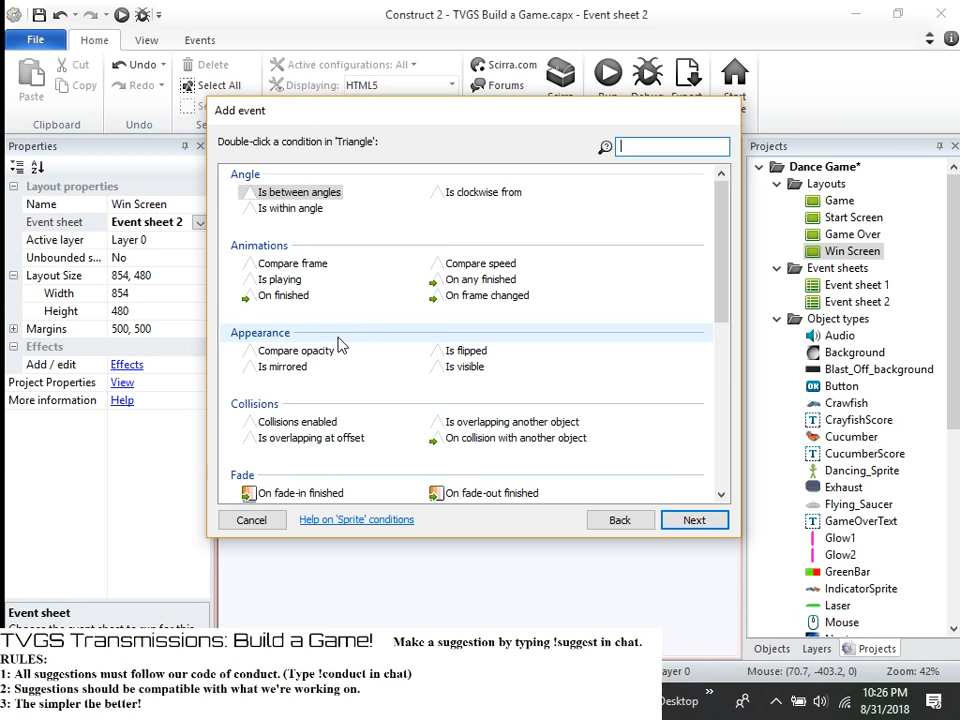 Construct 2 - TVGS Build a Game.capx - Event sheet 2
File Home View Events
Paste Cut Copy
Clipboard
Undo
Redo
Undo
Delete
Select All
Active configurations: All
Displaying: HTML5
Scirra.com
Forums
Properties
Layout properties
Name Win Screen
Event sheet Event sheet 2
Active layer Layer 0
Unbounded s... No
Layout Size 854, 480
Width 854
Height 480
Margins 500, 500
Effects
Add / edit Effects
Project Properties View
More information Help
Event sheet
Add event
Double-click a condition in 'Triangle':
Angle
Is between angles Is clockwise from
Is within angle
Animations
Compare frame Compare speed
Is playing On any finished
On finished On frame changed
Appearance
Compare opacity Is flipped
Is mirrored Is visible
Collisions
Collisions enabled Is overlapping another object
Is overlapping at offset On collision with another object
Fade
On fade-in finished On fade-out finished
Cancel Help on 'Sprite' conditions Back Next
Projects
Dance Game*
Layouts
Game
Start Screen
Game Over
Win Screen
Event sheets
Event sheet 1
Event sheet 2
Object types
Audio
Background
Blast_Off_background
Button
Crawfish
CrayfishScore
Cucumber
CucumberScore
Dancing_Sprite
Exhaust
Flying_Saucer
GameOverText
Glow1
Glow2
GreenBar
IndicatorSprite
Laser
Mouse
Objects Layers Projects
Mouse: (70.7, -403.2, 0) Zoom: 42%
TVGS Transmissions: Build a Game! Make a suggestion by typing !suggest in chat.
RULES:
1: All suggestions must follow our code of conduct. (Type !conduct in chat)
2: Suggestions should be compatible with what we're working on.
3: The simpler the better!
Desktop
10:26 PM
8/31/2018